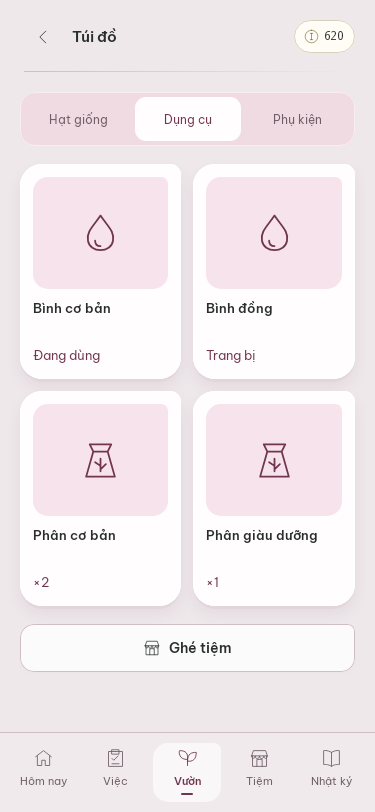 Túi đồ
620
Hạt giống
Dụng cụ
Phụ kiện
Bình cơ bản
Đang dùng
Bình đồng
Trang bị
Phân cơ bản
×2
Phân giàu dưỡng
×1
Ghé tiệm
Hôm nay
Việc
Vườn
Tiệm
Nhật ký